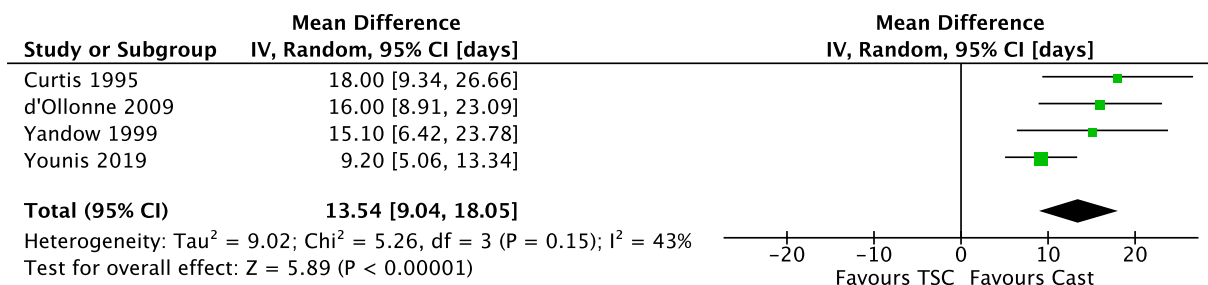 Mean Difference Mean Difference
Study or Subgroup IV, Random, 95% CI [days] IV, Random, 95% CI [days]
Curtis 1995 18.00 [9.34, 26.66]
d'Ollonne 2009 16.00 [8.91, 23.09]
Yandow 1999 15.10 [6.42, 23.78]
Younis 2019 9.20 [5.06, 13.34]
Total (95% CI) 13.54 [9.04, 18.05]
Heterogeneity: Tau² = 9.02; Chi² = 5.26, df = 3 (P = 0.15); I² = 43%
Test for overall effect: Z = 5.89 (P < 0.00001)
-20 -10 0 10 20
Favours TSC Favours Cast